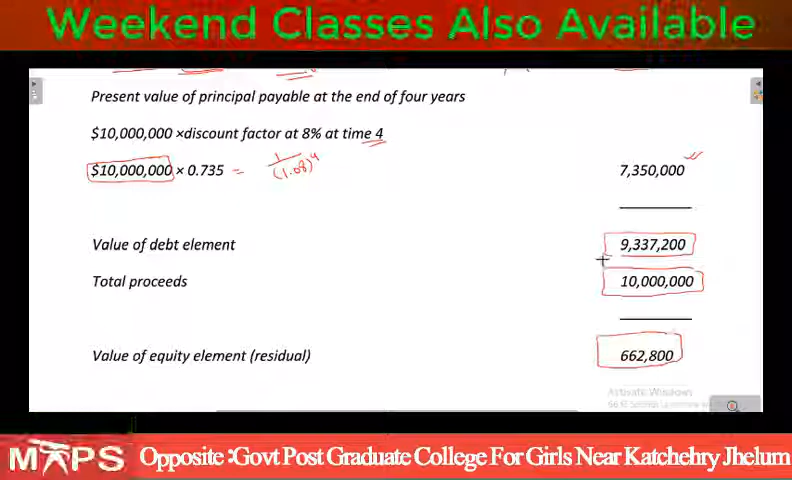 Weekend Classes Also Available
Present value of principal payable at the end of four years
$10,000,000 ×discount factor at 8% at time 4
$10,000,000 × 0.735 = 1/(1.08)^4 7,350,000
Value of debt element 9,337,200
Total proceeds 10,000,000
Value of equity element (residual) 662,800
Activate Windows
MAPS Opposite :Govt Post Graduate College For Girls Near Katchehry Jhelum